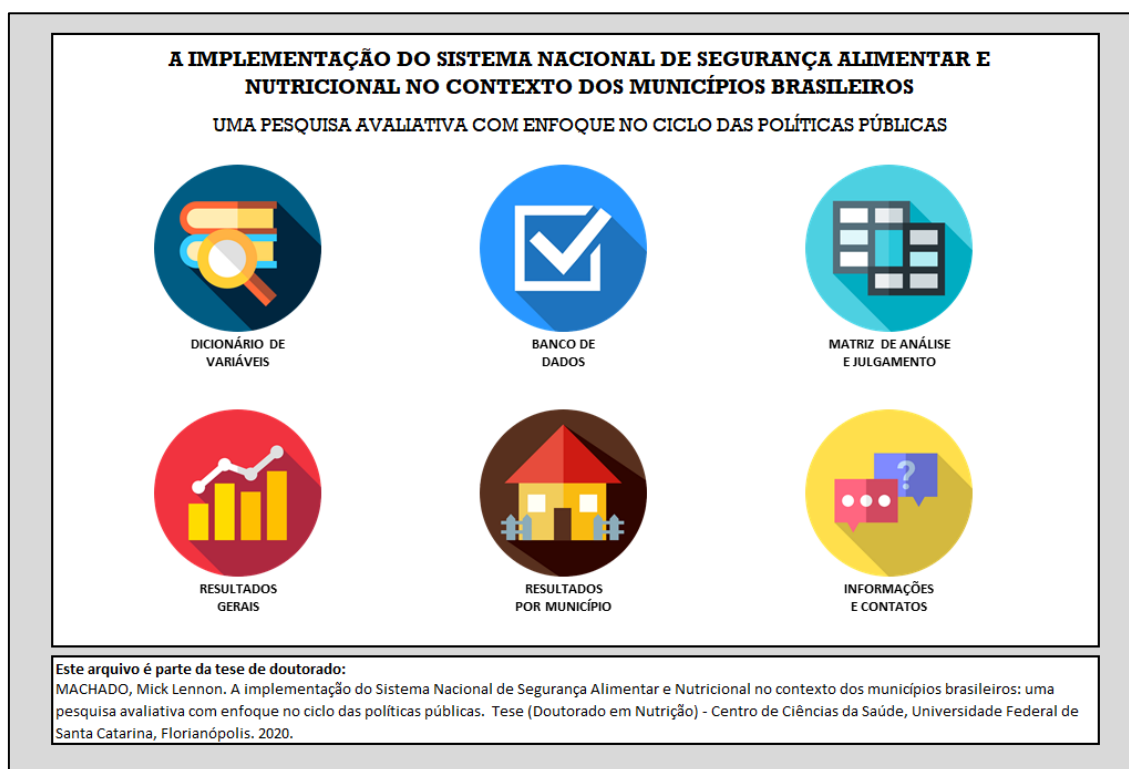 A IMPLEMENTAÇÃO DO SISTEMA NACIONAL DE SEGURANÇA ALIMENTAR E
NUTRICIONAL NO CONTEXTO DOS MUNICÍPIOS BRASILEIROS
UMA PESQUISA AVALIATIVA COM ENFOQUE NO CICLO DAS POLÍTICAS PÚBLICAS
DICIONÁRIO DE
VARIÁVEIS
BANCO DE
DADOS
MATRIZ DE ANÁLISE
E JULGAMENTO
?
RESULTADOS
GERAIS
RESULTADOS
POR MUNICÍPIO
INFORMAÇÕES
E CONTATOS
Este arquivo é parte da tese de doutorado:
MACHADO, Mick Lennon. A implementação do Sistema Nacional de Segurança Alimentar e Nutricional no contexto dos municípios brasileiros: uma
pesquisa avaliativa com enfoque no ciclo das políticas públicas. Tese (Doutorado em Nutrição) - Centro de Ciências da Saúde, Universidade Federal de
Santa Catarina, Florianópolis. 2020.